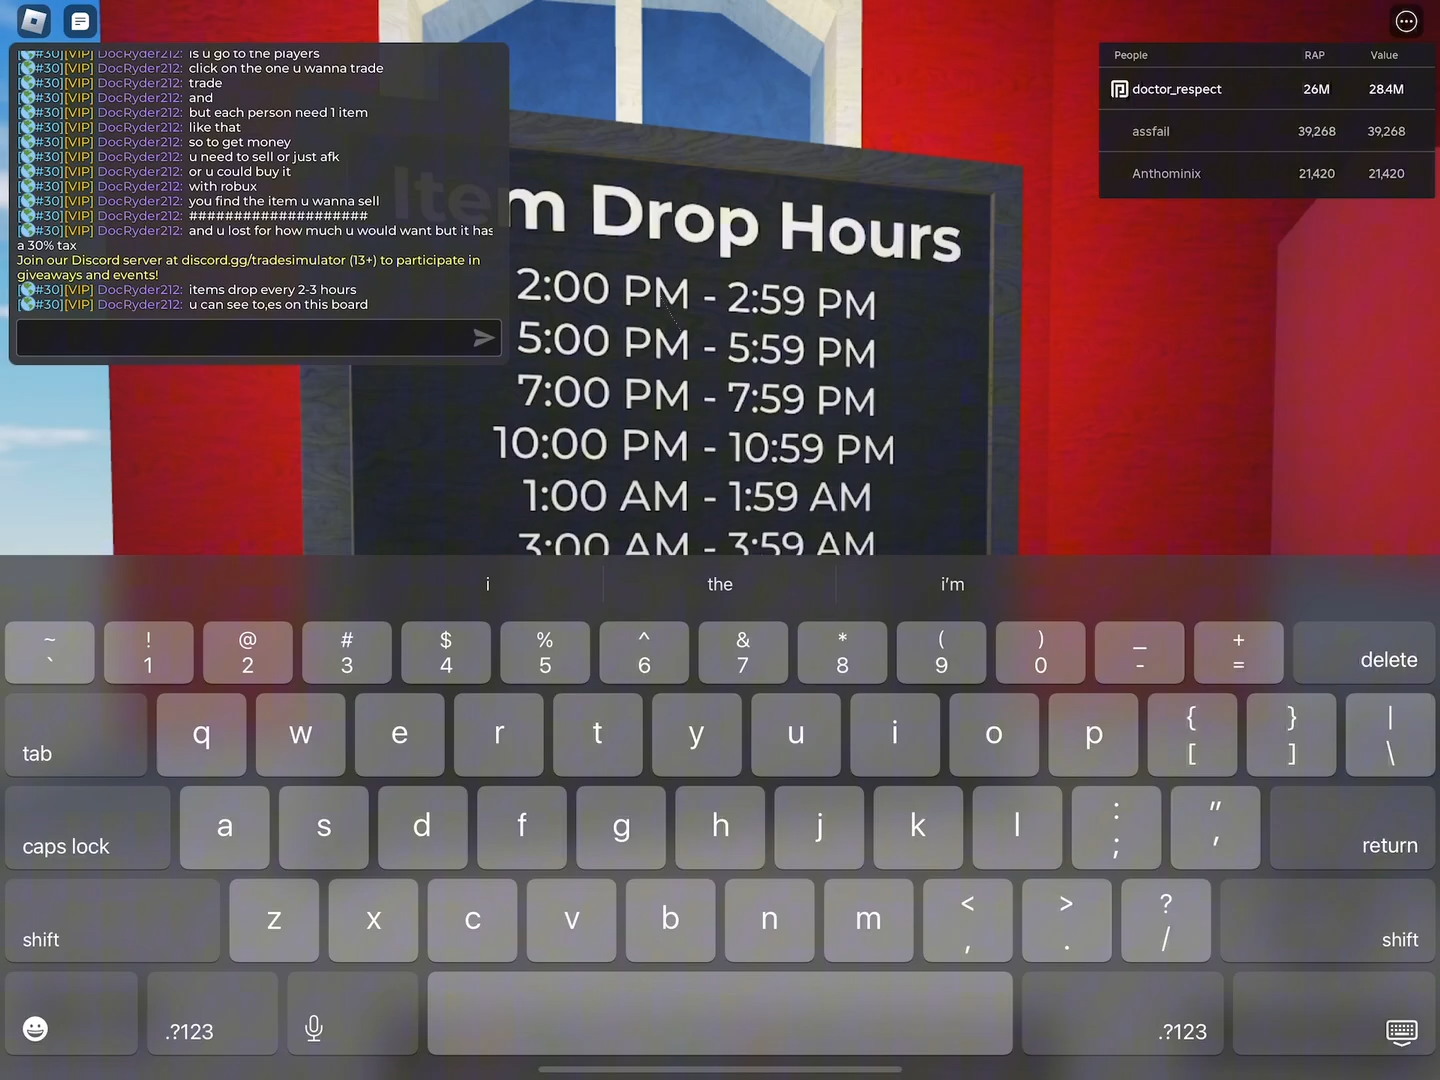 [#30][VIP] DocRyder212: is u go to the players
[#30][VIP] DocRyder212: click on the one u wanna trade
[#30][VIP] DocRyder212: trade
[#30][VIP] DocRyder212: and
[#30][VIP] DocRyder212: but each person need 1 item
[#30][VIP] DocRyder212: like that
[#30][VIP] DocRyder212: so to get money
[#30][VIP] DocRyder212: u need to sell or just afk
[#30][VIP] DocRyder212: or u could buy it
[#30][VIP] DocRyder212: with robux
[#30][VIP] DocRyder212: you find the item u wanna sell
[#30][VIP] DocRyder212: ####################
[#30][VIP] DocRyder212: and u lost for how much u would want but it has
a 30% tax
Join our Discord server at discord.gg/tradesimulator (13+) to participate in
giveaways and events!
[#30][VIP] DocRyder212: items drop every 2-3 hours
[#30][VIP] DocRyder212: u can see to,es on this board
People RAP Value
doctor_respect 26M 28.4M
assfail 39,268 39,268
Anthominix 21,420 21,420
Item Drop Hours
2:00 PM - 2:59 PM
5:00 PM - 5:59 PM
7:00 PM - 7:59 PM
10:00 PM - 10:59 PM
1:00 AM - 1:59 AM
3:00 AM - 3:59 AM
i the i'm
~ ! @ # $ % ^ & * ( ) _ +
` 1 2 3 4 5 6 7 8 9 0 - = delete
tab q w e r t y u i o p { [ } ] | \
caps lock a s d f g h j k l : ; " ' return
shift z x c v b n m < , > . ? / shift
.?123 .?123